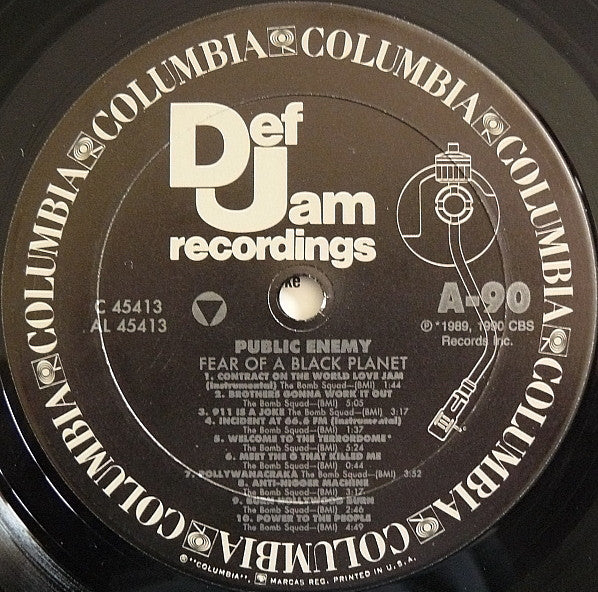 COLUMBIA COLUMBIA COLUMBIA COLUMBIA COLUMBIA COLUMBIA COLUMBIA COLUMBIA
Def
Jam
recordings
ke
C 45413
AL 45413
A-90
℗*1989, 1990 CBS
Records Inc.
PUBLIC ENEMY
FEAR OF A BLACK PLANET
1. CONTRACT ON THE WORLD LOVE JAM
(Instrumental) The Bomb Squad—(BMI) 1:44
2. BROTHERS GONNA WORK IT OUT
The Bomb Squad—(BMI) 5:05
3. 911 IS A JOKE The Bomb Squad—(BMI) 3:17
4. INCIDENT AT 66.6 FM (Instrumental)
The Bomb Squad—(BMI) 1:37
5. WELCOME TO THE TERRORDOME*
The Bomb Squad—(BMI) 5:24
6. MEET THE G THAT KILLED ME
The Bomb Squad—(BMI) 0:44
7. POLLYWANACRAKA The Bomb Squad—(BMI) 3:52
8. ANTI-NIGGER MACHINE
The Bomb Squad—(BMI) 3:17
9. BURN HOLLYWOOD BURN
The Bomb Squad—(BMI) 2:46
10. POWER TO THE PEOPLE
The Bomb Squad—(BMI) 4:49
® "COLUMBIA", MARCAS REG. PRINTED IN U.S.A.